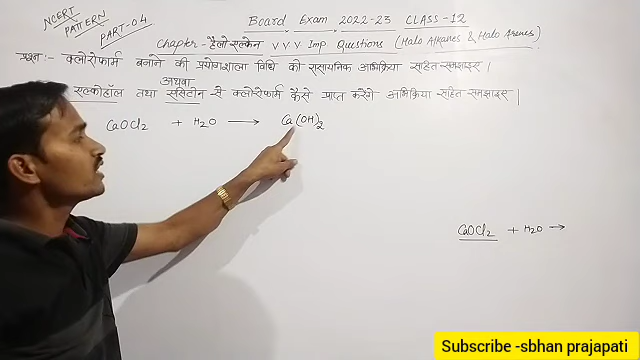 NCERT
PATTERN
PART-04
Board Exam 2022-23 CLASS-12
Chapter - हैलो एल्केन V V V Imp Questions (Halo Alkanes & Halo Arenes)
प्रश्न:- क्लोरोफार्म बनाने की प्रयोगशाला विधि की रासायनिक अभिक्रिया सहित समझाइए।
अथवा
एल्कोहॉल तथा एसिटोन से क्लोरोफार्म कैसे प्राप्त करेंगे अभिक्रिया सहित समझाइए।
CaOCl2 + H2O → Ca(OH)2
CaOCl2 + H2O →
Subscribe -sbhan prajapati